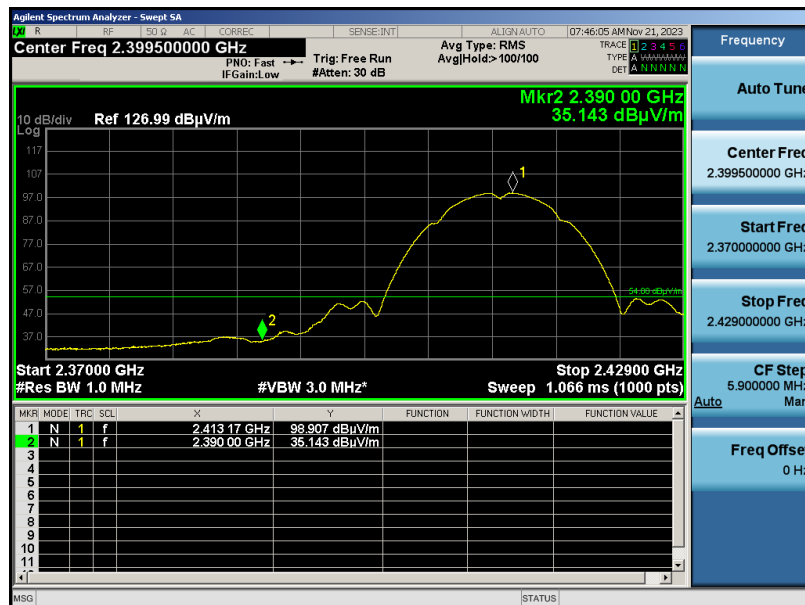 Agilent Spectrum Analyzer - Swept SA
LXI R RF 50 Ω AC CORREC SENSE:INT ALIGN AUTO 07:46:05 AM Nov 21, 2023
Center Freq 2.399500000 GHz
PNO: Fast
IFGain:Low
Trig: Free Run
#Atten: 30 dB
Avg Type: RMS
Avg|Hold:>100/100
TRACE 1 2 3 4 5 6
TYPE A WWWWW
DET A N N N N N
Mkr2 2.390 00 GHz
35.143 dBµV/m
10 dB/div Ref 126.99 dBµV/m
Log
117
107
97.0
87.0
77.0
67.0
57.0
47.0
37.0
1
2
54.00 dBµV/m
Start 2.37000 GHz Stop 2.42900 GHz
#Res BW 1.0 MHz #VBW 3.0 MHz* Sweep 1.066 ms (1000 pts)
MKR MODE TRC SCL X Y FUNCTION FUNCTION WIDTH FUNCTION VALUE
1 N 1 f 2.413 17 GHz 98.907 dBµV/m
2 N 1 f 2.390 00 GHz 35.143 dBµV/m
3
4
5
6
7
8
9
10
11
MSG STATUS
Frequency
Auto Tune
Center Freq
2.399500000 GHz
Start Freq
2.370000000 GHz
Stop Freq
2.429000000 GHz
CF Step
5.900000 MHz
Auto Man
Freq Offset
0 Hz